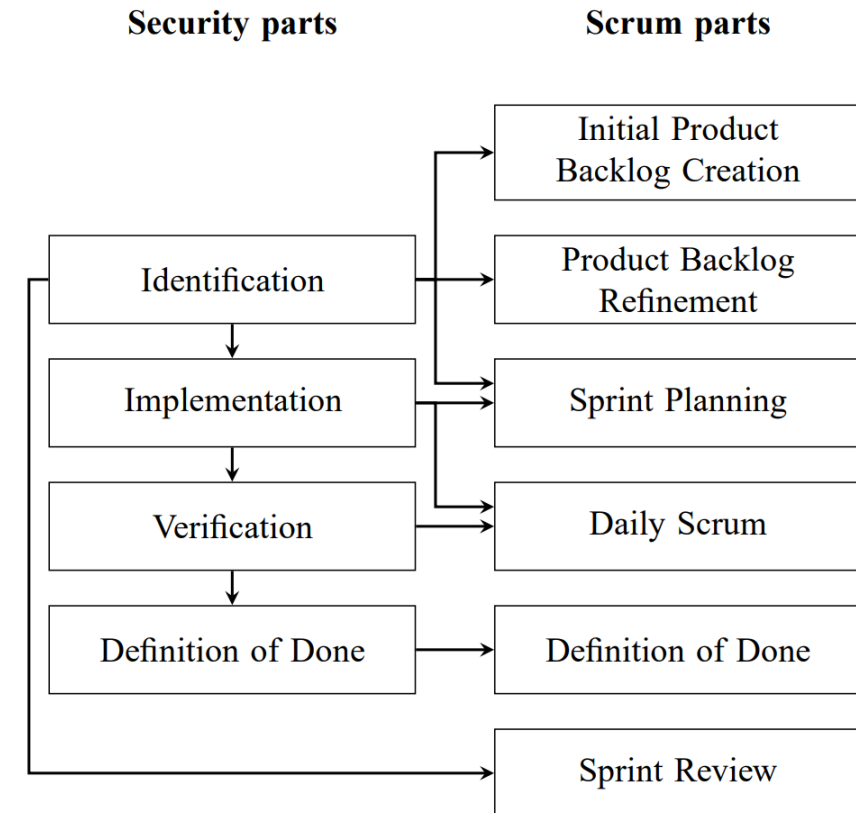 Security parts
Scrum parts
Initial Product
Backlog Creation
Identification
Product Backlog
Refinement
Implementation
Sprint Planning
Verification
Daily Scrum
Definition of Done
Definition of Done
Sprint Review